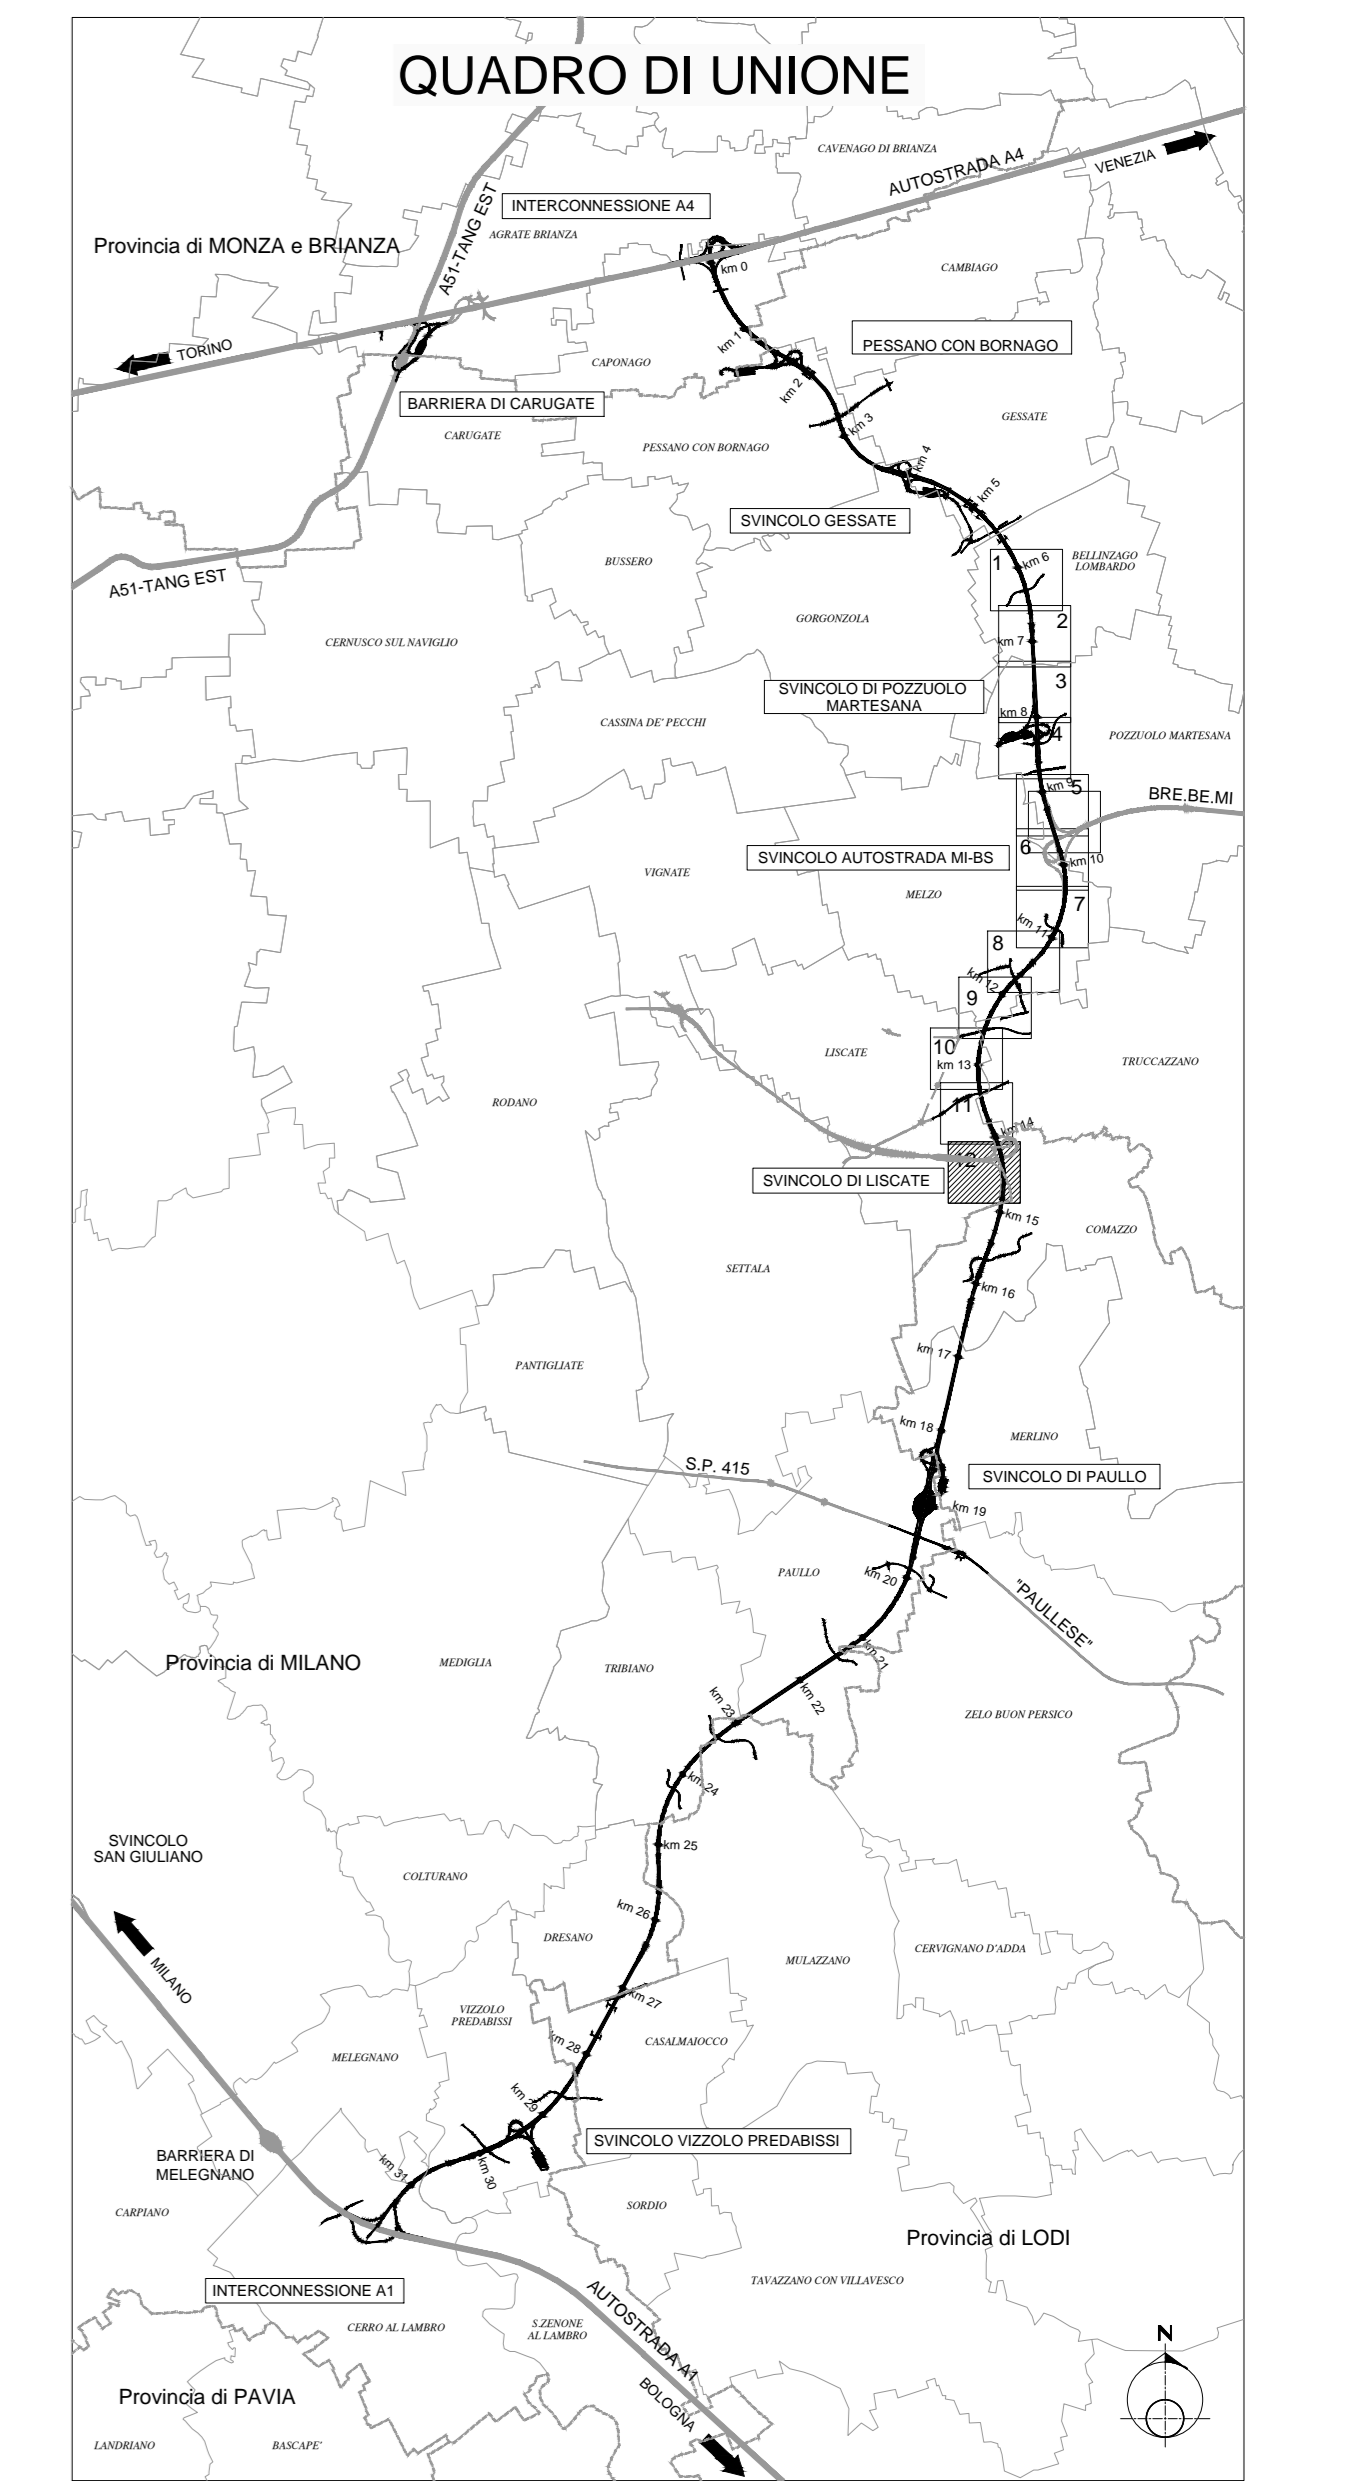 QUADRO DI UNIONE
CAVENAGO DI BRIANZA
AUTOSTRADA A4
VENEZIA
INTERCONNESSIONE A4
A51-TANG EST
AGRATE BRIANZA
Provincia di MONZA e BRIANZA
km 0
CAMBIAGO
TORINO
km 1
PESSANO CON BORNAGO
CAPONAGO
km 2
BARRIERA DI CARUGATE
CARUGATE
km 3
GESSATE
PESSANO CON BORNAGO
km 4
km 5
SVINCOLO GESSATE
A51-TANG EST
BUSSERO
1
km 6
BELLINZAGO
LOMBARDO
GORGONZOLA
2
CERNUSCO SUL NAVIGLIO
km 7
3
SVINCOLO DI POZZUOLO
MARTESANA
km 8
CASSINA DE' PECCHI
4
POZZUOLO MARTESANA
km 9
5
BRE.BE.MI
6
SVINCOLO AUTOSTRADA MI-BS
km 10
VIGNATE
MELZO
7
km 11
8
km 12
9
10
LISCATE
km 13
TRUCCAZZANO
RODANO
11
km 14
12
SVINCOLO DI LISCATE
km 15
COMAZZO
SETTALA
km 16
km 17
PANTIGLIATE
km 18
MERLINO
S.P. 415
SVINCOLO DI PAULLO
km 19
PAULLO
km 20
"PAULLESE"
km 21
Provincia di MILANO
MEDIGLIA
TRIBIANO
km 22
km 23
ZELO BUON PERSICO
km 24
SVINCOLO
SAN GIULIANO
km 25
COLTURANO
km 26
DRESANO
MULAZZANO
CERVIGNANO D'ADDA
MILANO
km 27
VIZZOLO
PREDABISSI
km 28
CASALMAIOCCO
MELEGNANO
km 29
SVINCOLO VIZZOLO PREDABISSI
BARRIERA DI
MELEGNANO
km 31
km 30
CARPIANO
SORDIO
Provincia di LODI
INTERCONNESSIONE A1
TAVAZZANO CON VILLAVESCO
CERRO AL LAMBRO
S.ZENONE
AL LAMBRO
AUTOSTRADA A1
N
Provincia di PAVIA
BOLOGNA
LANDRIANO
BASCAPE'